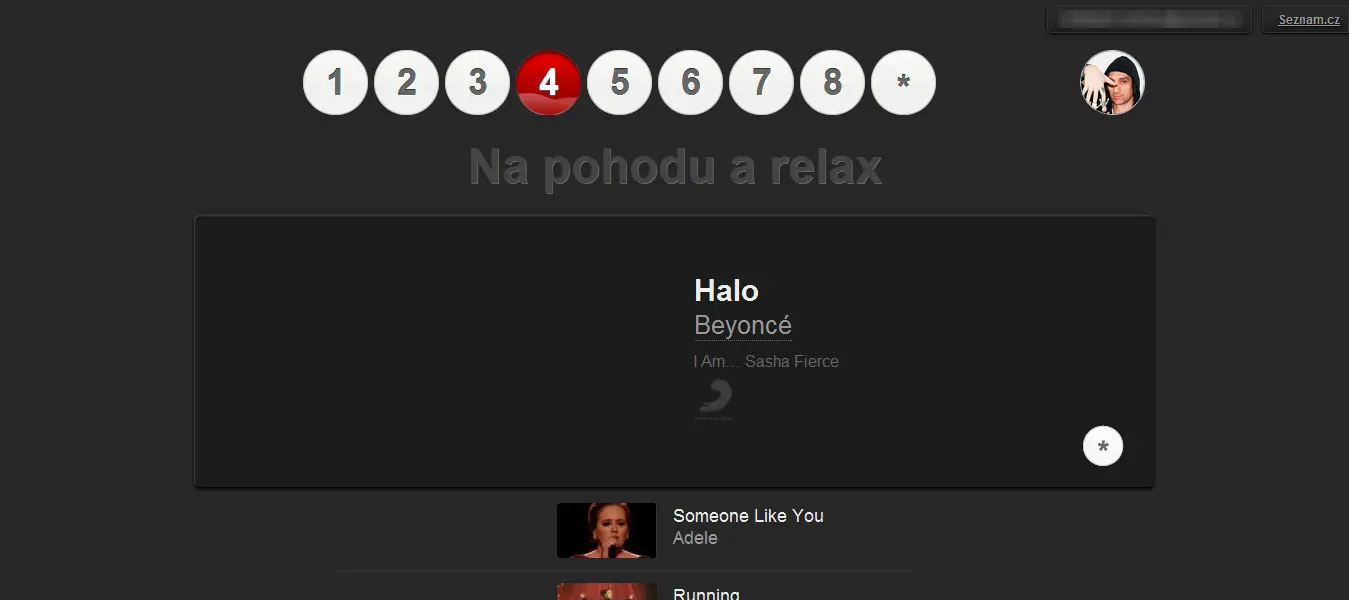 Seznam.cz
1 2 3 4 5 6 7 8 *
Na pohodu a relax
Halo
Beyoncé
I Am... Sasha Fierce
*
Someone Like You
Adele
Running